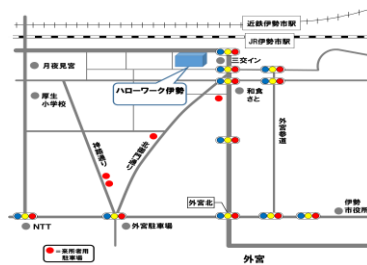 近鉄伊勢市駅
JR伊勢市駅
月夜見宮
三交イン
ハローワーク伊勢
厚生
小学校
和食
さと
外宮参道
外宮北
伊勢
市役所
NTT
外宮駐車場
=来所者用
駐車場
外宮